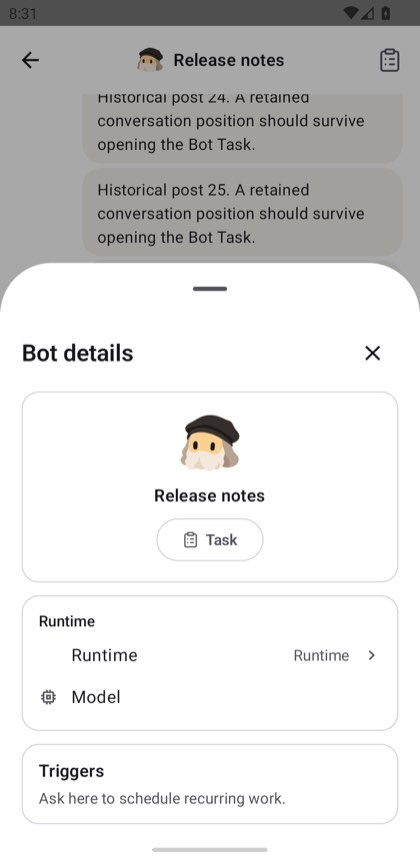 8:31
Release notes
Historical post 24. A retained
conversation position should survive
opening the Bot Task.
Historical post 25. A retained
conversation position should survive
opening the Bot Task.
Bot details
Release notes
Task
Runtime
Runtime Runtime
Model
Triggers
Ask here to schedule recurring work.